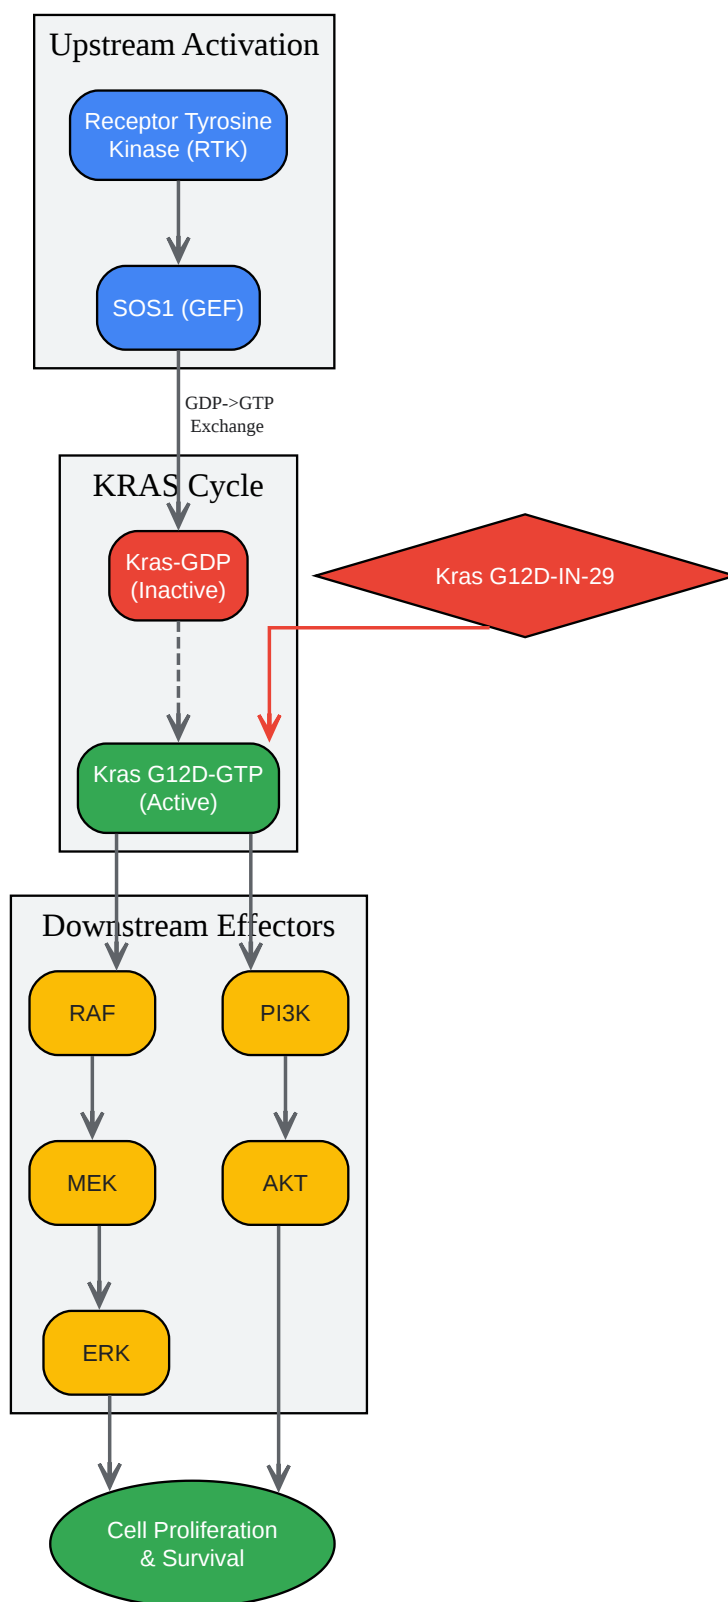 Upstream Activation
Receptor Tyrosine
Kinase (RTK)
SOS1 (GEF)
GDP->GTP
Exchange
KRAS Cycle
Kras-GDP
(Inactive)
Kras G12D-IN-29
Kras G12D-GTP
(Active)
Downstream Effectors
RAF
PI3K
MEK
AKT
ERK
Cell Proliferation
& Survival